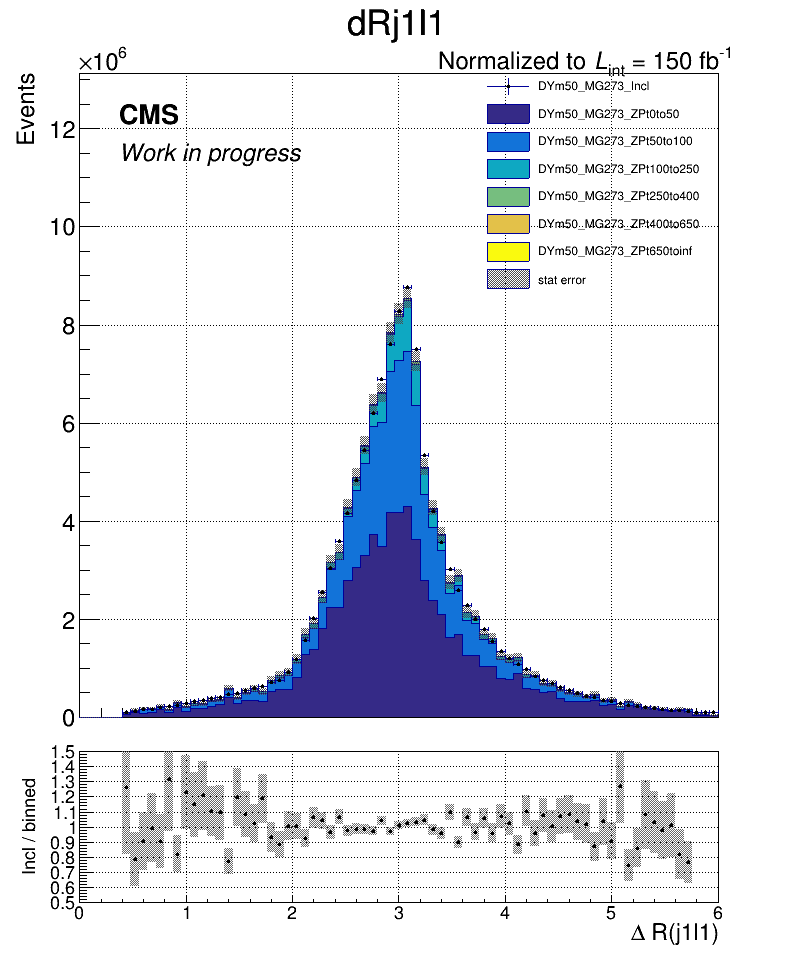 dRj1l1
×10⁶
Normalized to L_int = 150 fb⁻¹
Events
CMS
Work in progress
DYm50_MG273_Incl
DYm50_MG273_ZPt0to50
DYm50_MG273_ZPt50to100
DYm50_MG273_ZPt100to250
DYm50_MG273_ZPt250to400
DYm50_MG273_ZPt400to650
DYm50_MG273_ZPt650toinf
stat error
12
10
8
6
4
2
0
Incl / binned
1.5
1.4
1.3
1.2
1.1
1
0.9
0.8
0.7
0.6
0.5
0 1 2 3 4 5 6
Δ R(j1l1)